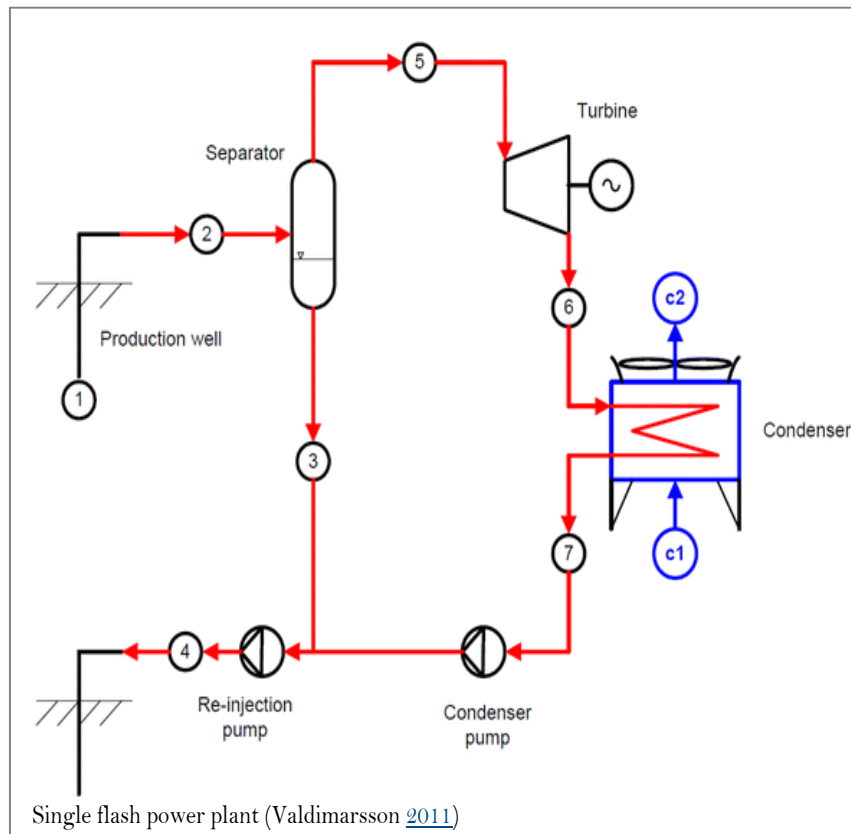 5
Turbine
Separator
2
6
c2
Production well
1
Condenser
3
7
c1
4
Re-injection
pump
Condenser
pump
Single flash power plant (Valdimarsson 2011)